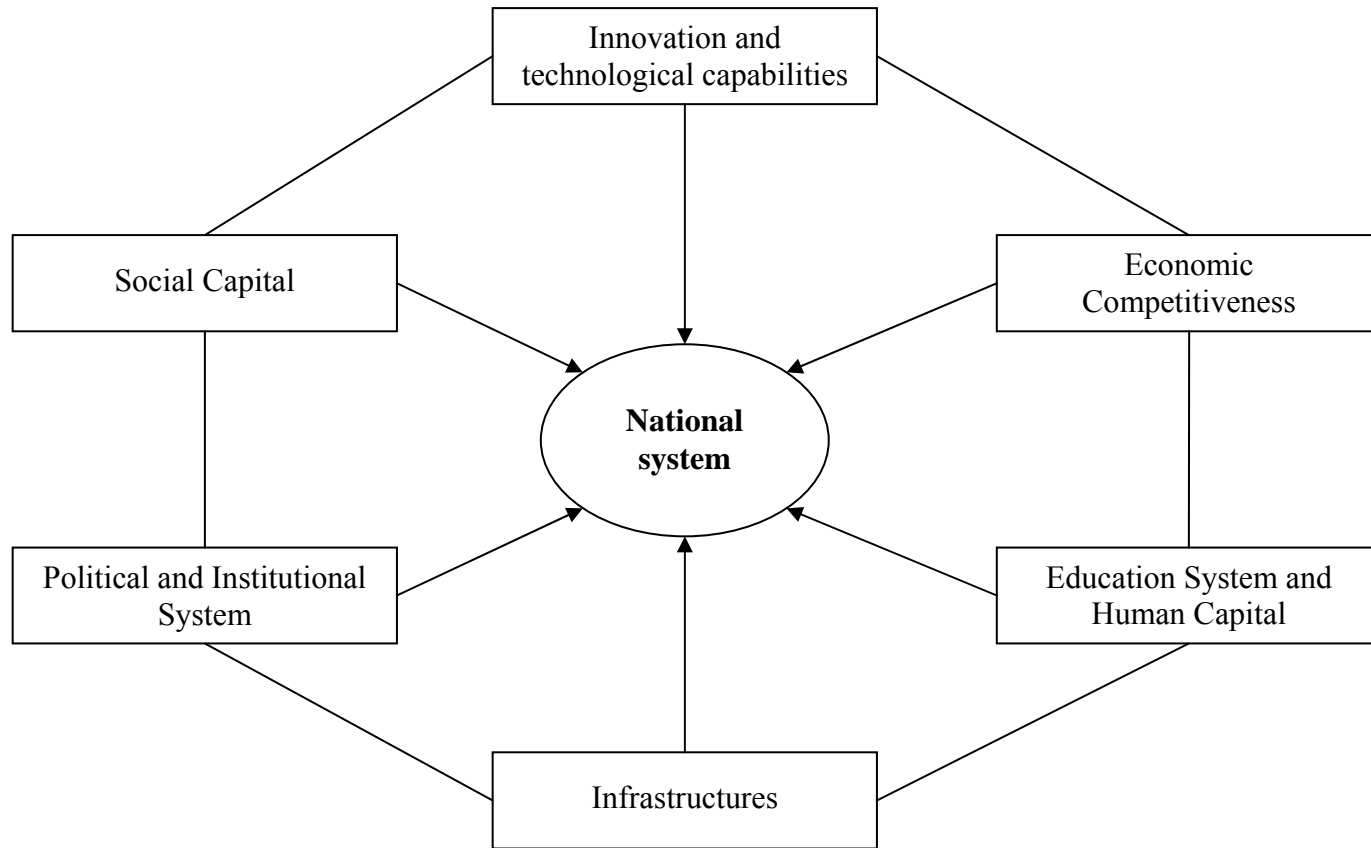 Innovation and
technological capabilities
Social Capital
Economic
Competitiveness
National
system
Political and Institutional
System
Education System and
Human Capital
Infrastructures